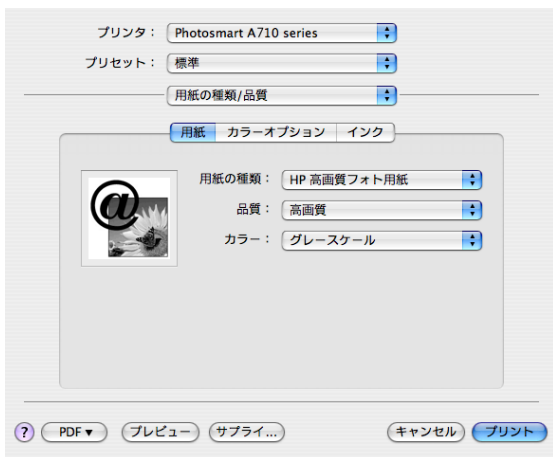 プリンタ： Photosmart A710 series
プリセット： 標準
用紙の種類/品質
用紙 カラーオプション インク
@
用紙の種類： HP 高画質フォト用紙
品質： 高画質
カラー： グレースケール
? PDF▼ プレビュー サプライ... キャンセル プリント